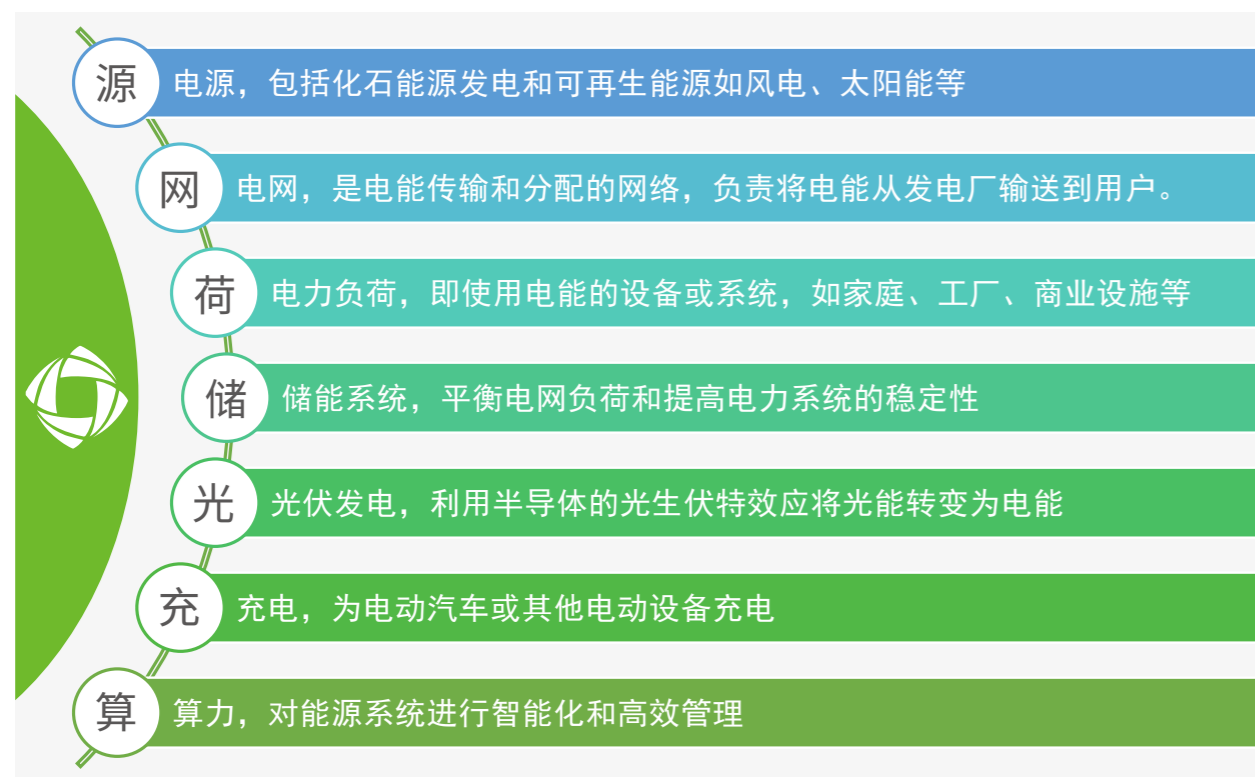 源
电源，包括化石能源发电和可再生能源如风电、太阳能等
网
电网，是电能传输和分配的网络，负责将电能从发电厂输送到用户。
荷
电力负荷，即使用电能的设备或系统，如家庭、工厂、商业设施等
储
储能系统，平衡电网负荷和提高电力系统的稳定性
光
光伏发电，利用半导体的光生伏特效应将光能转变为电能
充
充电，为电动汽车或其他电动设备充电
算
算力，对能源系统进行智能化和高效管理